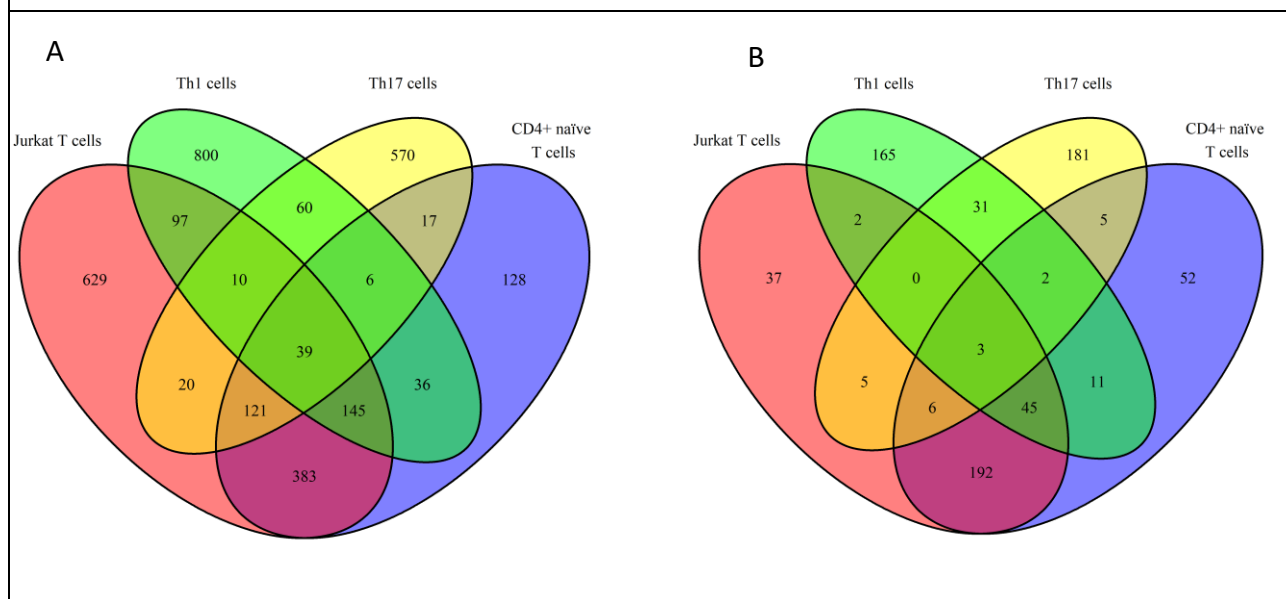 A
Th1 cells
Th17 cells
Jurkat T cells
CD4+ naïve
T cells
800
570
97
60
17
629
10
6
128
39
20
121
145
36
383
B
Th1 cells
Th17 cells
Jurkat T cells
CD4+ naïve
T cells
165
181
2
31
5
37
0
2
52
3
5
6
45
11
192